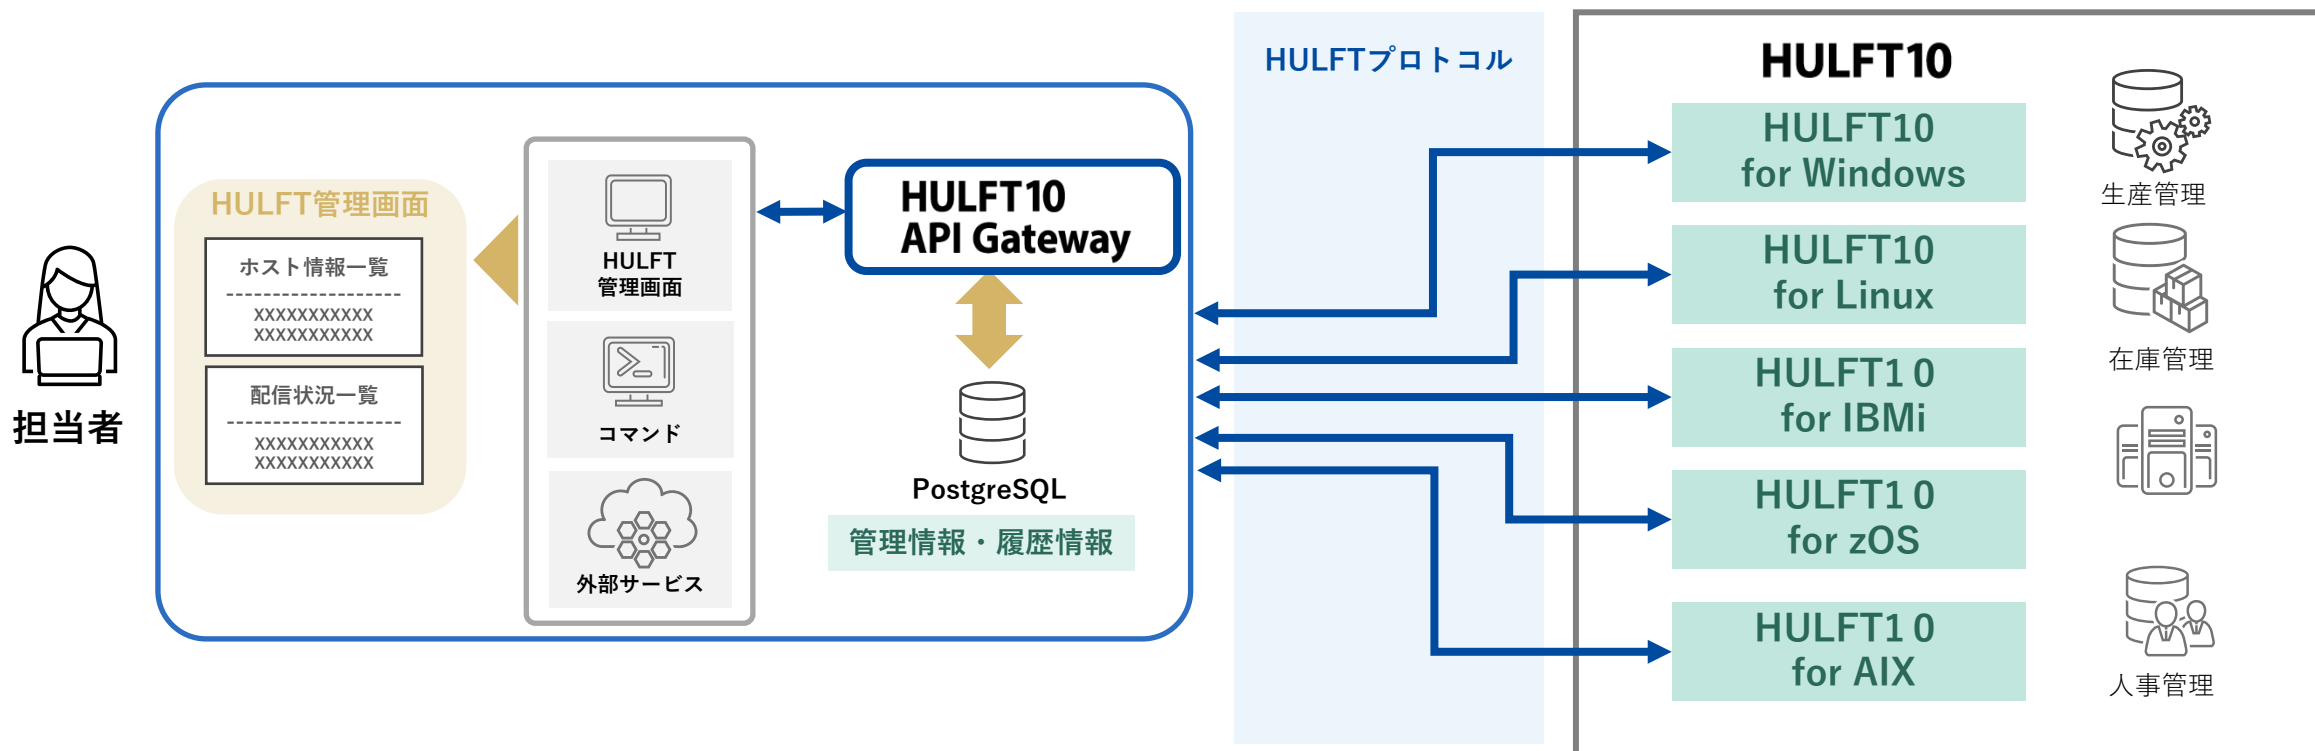 担当者
HULFT管理画面
ホスト情報一覧
--------------------
XXXXXXXXXXX
XXXXXXXXXXX
配信状況一覧
--------------------
XXXXXXXXXXX
XXXXXXXXXXX
HULFT
管理画面
コマンド
外部サービス
HULFT10
API Gateway
PostgreSQL
管理情報・履歴情報
HULFTプロトコル
HULFT10
HULFT10
for Windows
HULFT10
for Linux
HULFT1 0
for IBMi
HULFT1 0
for zOS
HULFT1 0
for AIX
生産管理
在庫管理
人事管理